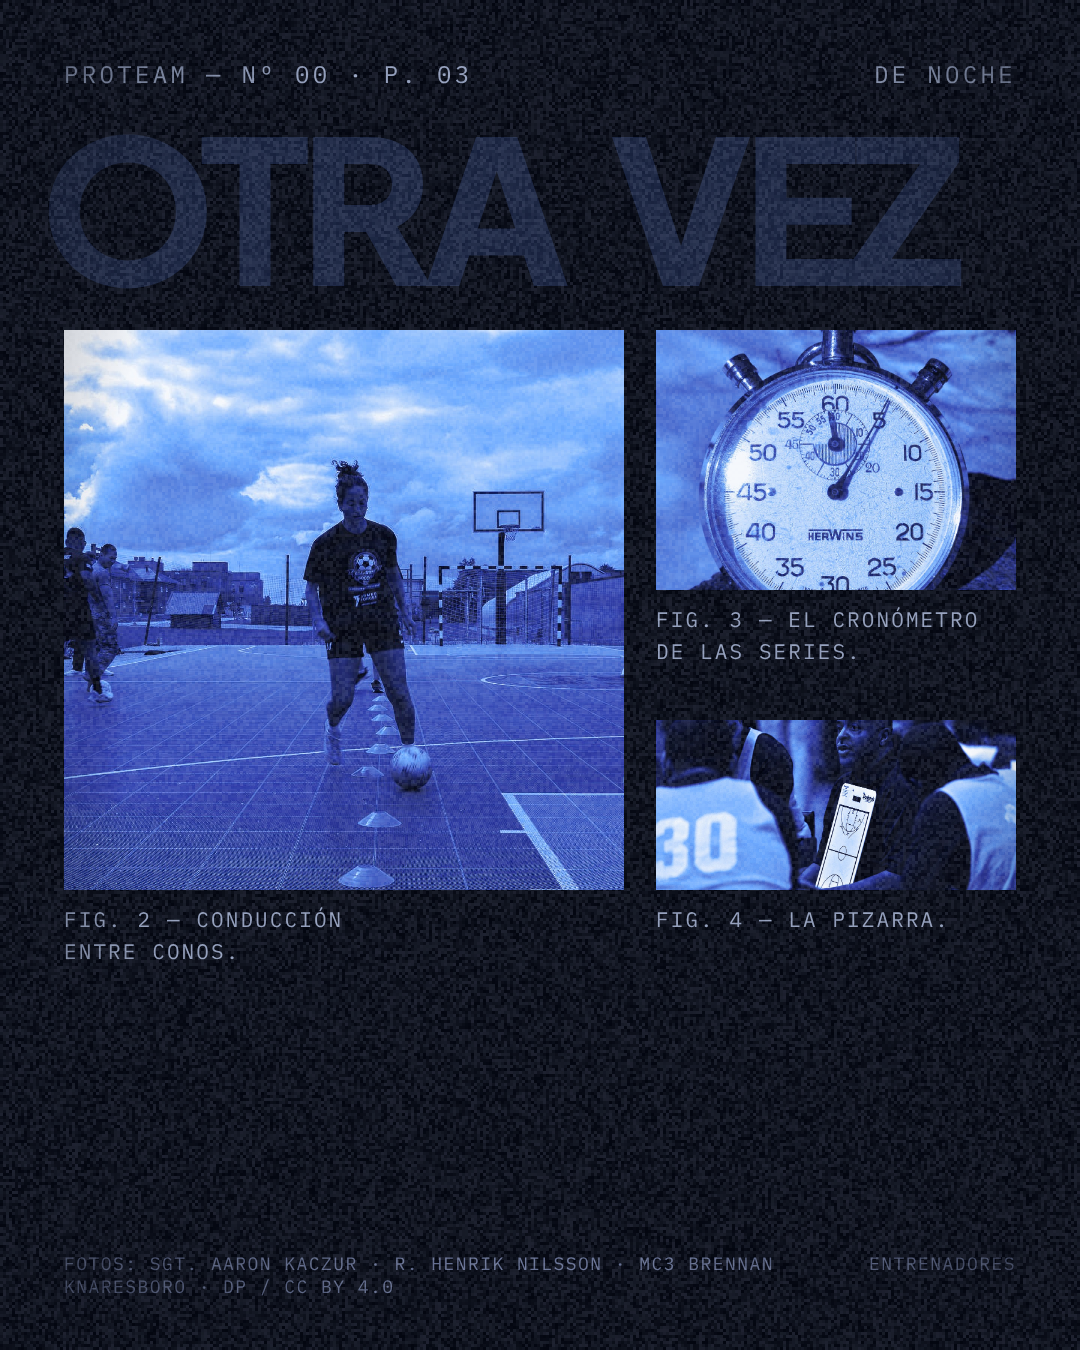 PROTEAM — Nº 00 · P. 03
DE NOCHE
OTRA VEZ
60
55
5
50
10
45
15
40
HERWINS
20
35
25
30
FIG. 3 — EL CRONÓMETRO
DE LAS SERIES.
30
FIG. 2 — CONDUCCIÓN
ENTRE CONOS.
FIG. 4 — LA PIZARRA.
FOTOS: SGT. AARON KACZUR · R. HENRIK NILSSON · MC3 BRENNAN
KNARESBORO · DP / CC BY 4.0
ENTRENADORES